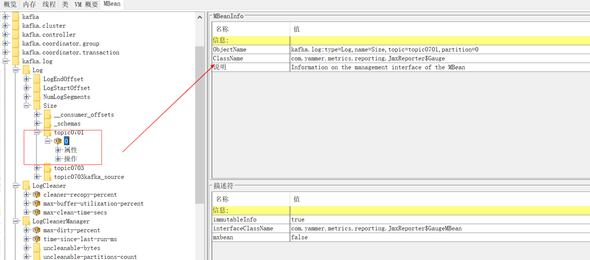 概览 内存 线程 类 VM 概要 MBean
kafka
kafka.cluster
kafka.controller
kafka.coordinator.group
kafka.coordinator.transaction
kafka.log
Log
LogEndOffset
LogStartOffset
NumLogSegments
Size
__consumer_offsets
_schemas
topic0701
0
属性
操作
topic0703
topic0703kafka_source
LogCleaner
cleaner-recopy-percent
max-buffer-utilization-percent
max-clean-time-secs
LogCleanerManager
max-dirty-percent
time-since-last-run-ms
uncleanable-bytes
uncleanable-partitions-count
MBeanInfo
名称 值
信息:
ObjectName kafka.log:type=Log,name=Size,topic=topic0701,partition=0
ClassName com.yammer.metrics.reporting.JmxReporter$Gauge
说明 Information on the management interface of the MBean
描述符
名称 值
信息:
immutableInfo true
interfaceClassName com.yammer.metrics.reporting.JmxReporter$GaugeMBean
mxbean false